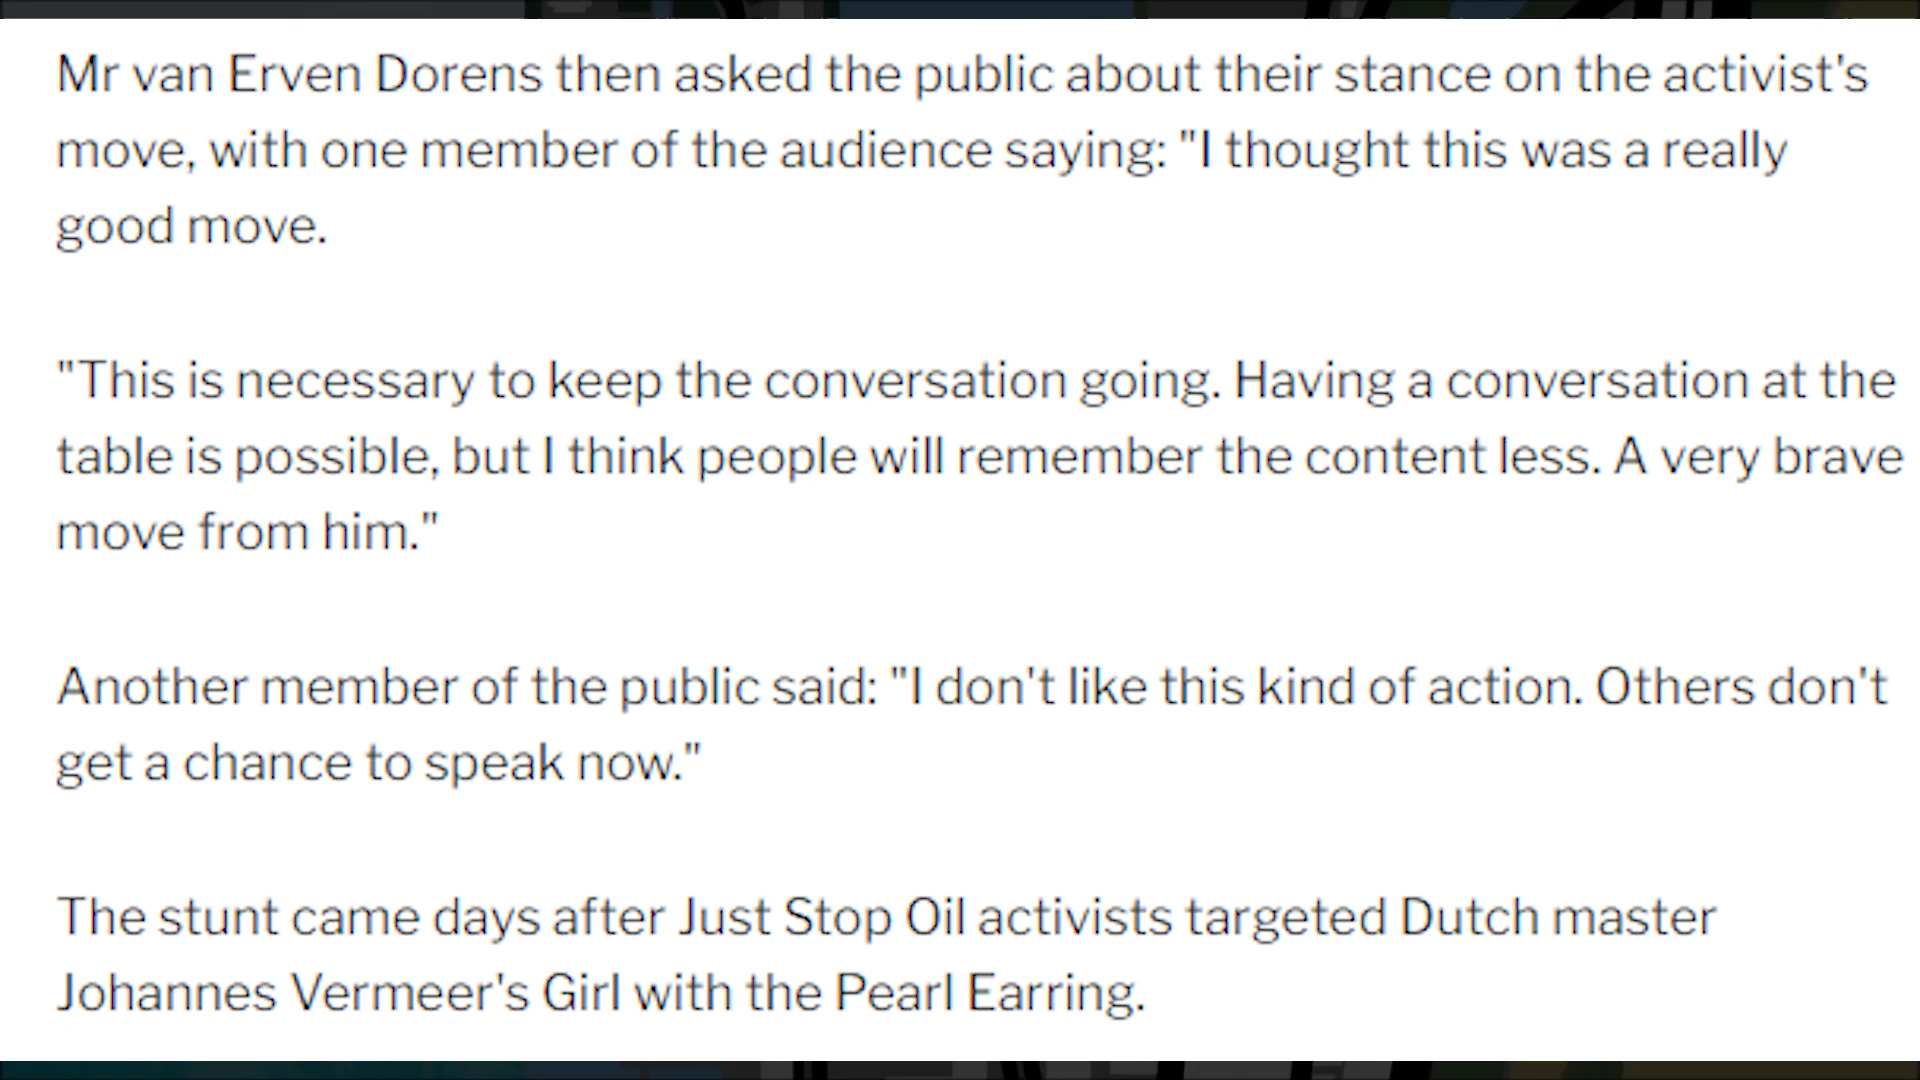 Mr van Erven Dorens then asked the public about their stance on the activist's
move, with one member of the audience saying: "I thought this was a really
good move.
"This is necessary to keep the conversation going. Having a conversation at the
table is possible, but I think people will remember the content less. A very brave
move from him."
Another member of the public said: "I don't like this kind of action. Others don't
get a chance to speak now."
The stunt came days after Just Stop Oil activists targeted Dutch master
Johannes Vermeer's Girl with the Pearl Earring.